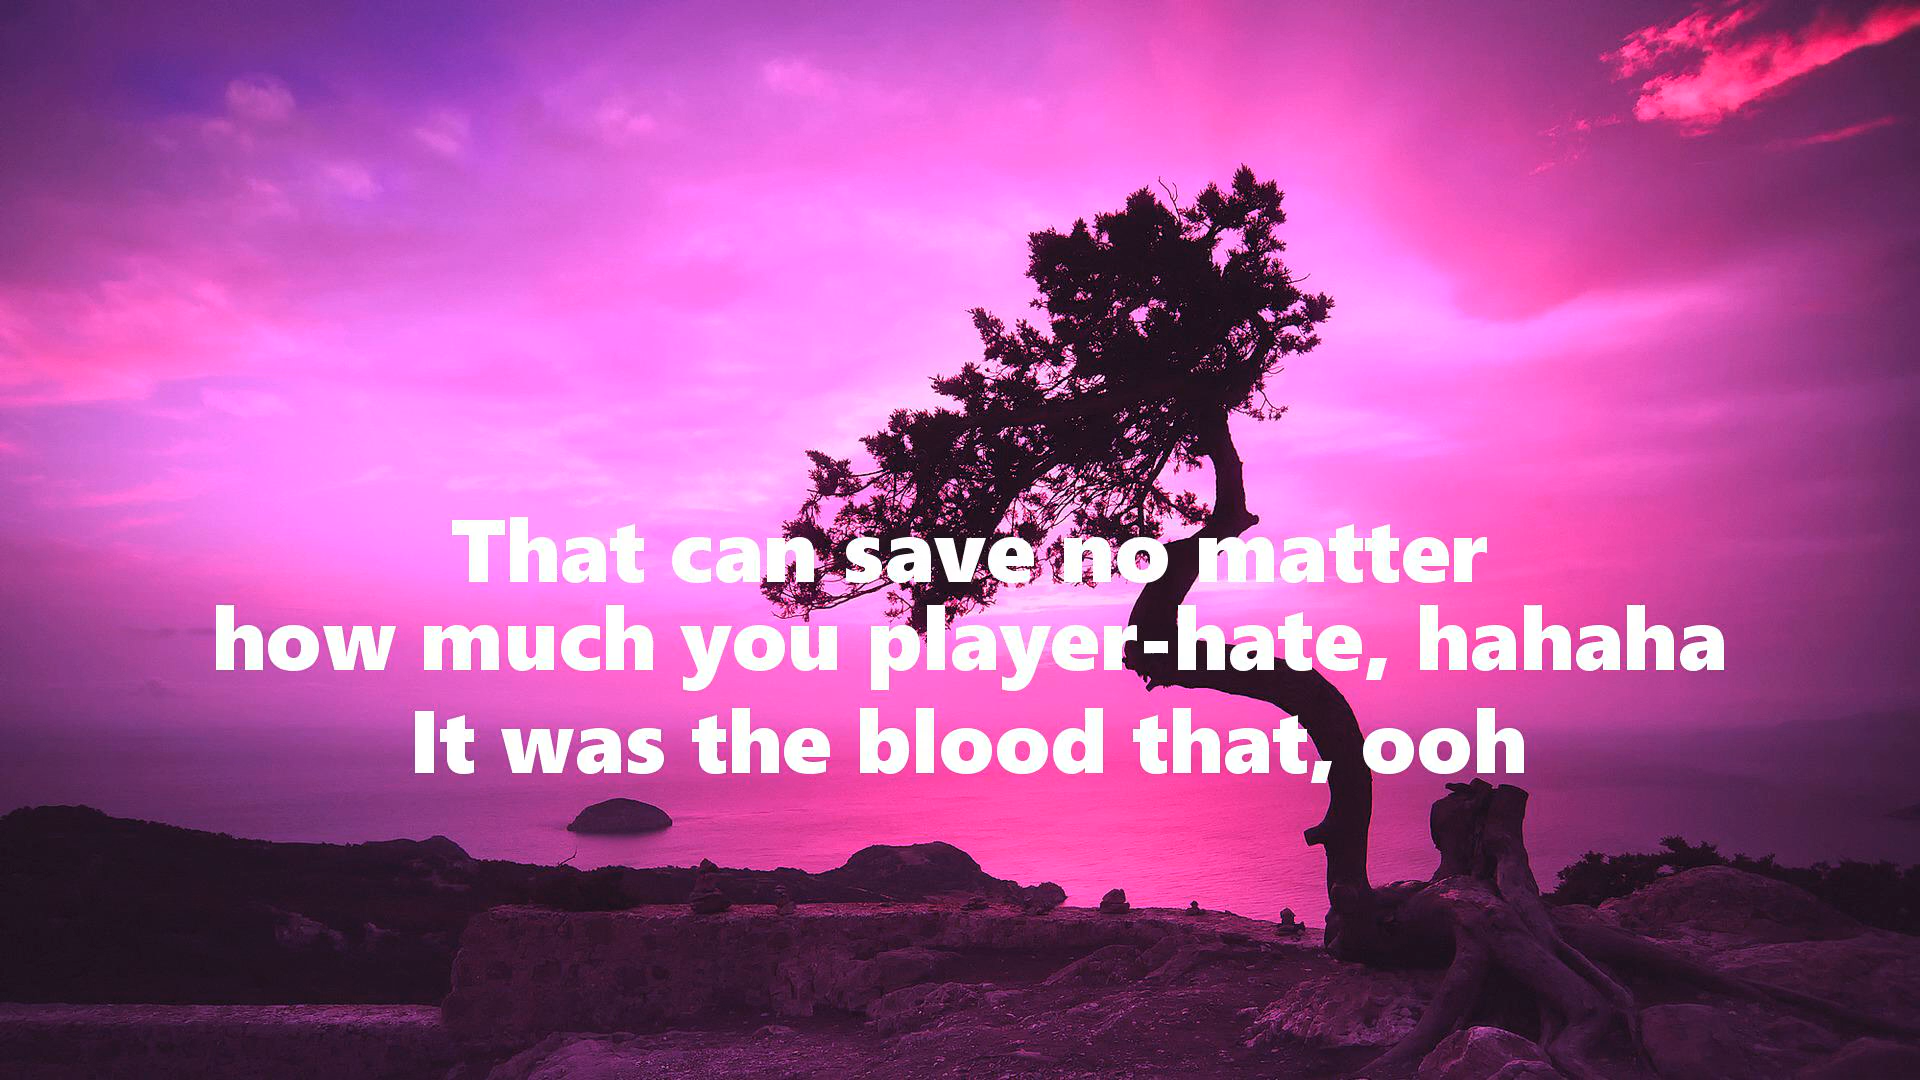 That can save no matter
how much you player-hate, hahaha
It was the blood that, ooh